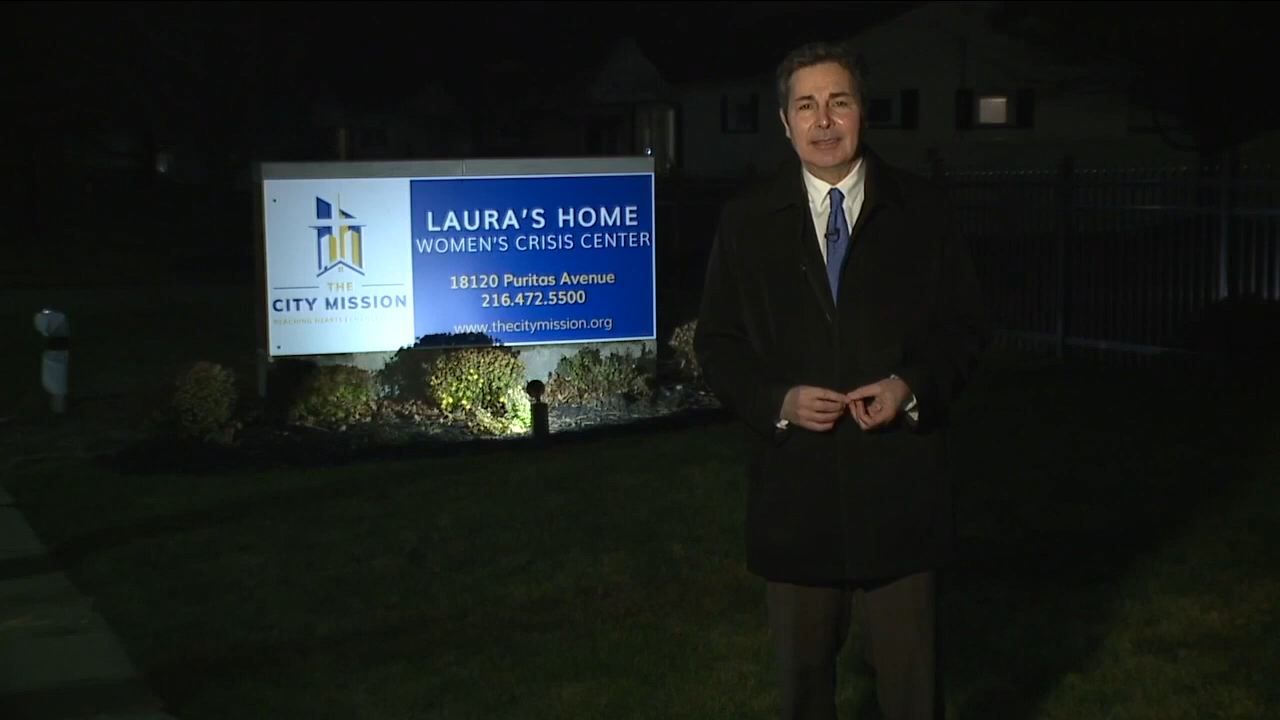 THE
CITY MISSION
LAURA'S HOME
WOMEN'S CRISIS CENTER
18120 Puritas Avenue
216.472.5500
www.thecitymission.org